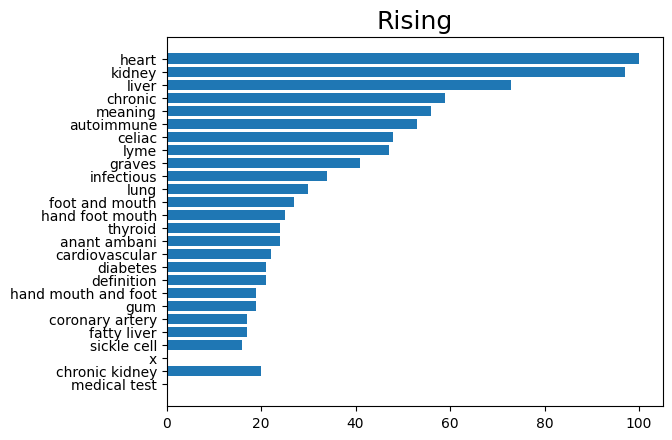 Rising
heart
kidney
liver
chronic
meaning
autoimmune
celiac
lyme
graves
infectious
lung
foot and mouth
hand foot mouth
thyroid
anant ambani
cardiovascular
diabetes
definition
hand mouth and foot
gum
coronary artery
fatty liver
sickle cell
x
chronic kidney
medical test
0 20 40 60 80 100